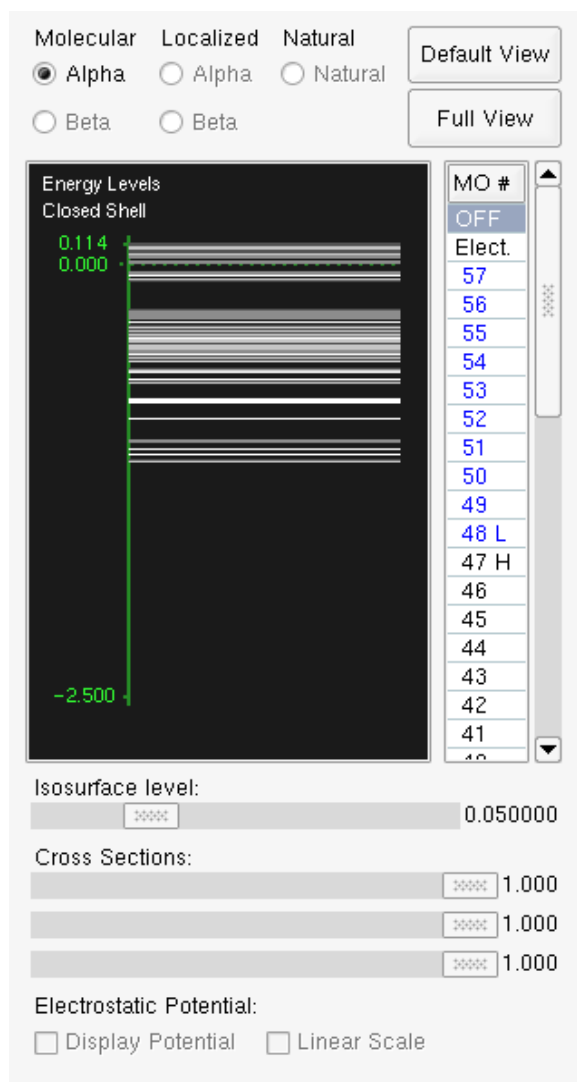 Molecular Localized Natural
Alpha Alpha Natural
Beta Beta
Default View
Full View
Energy Levels
Closed Shell
0.114
0.000
-2.500
MO #
OFF
Elect.
57
56
55
54
53
52
51
50
49
48 L
47 H
46
45
44
43
42
41
Isosurface level:
0.050000
Cross Sections:
1.000
1.000
1.000
Electrostatic Potential:
Display Potential Linear Scale